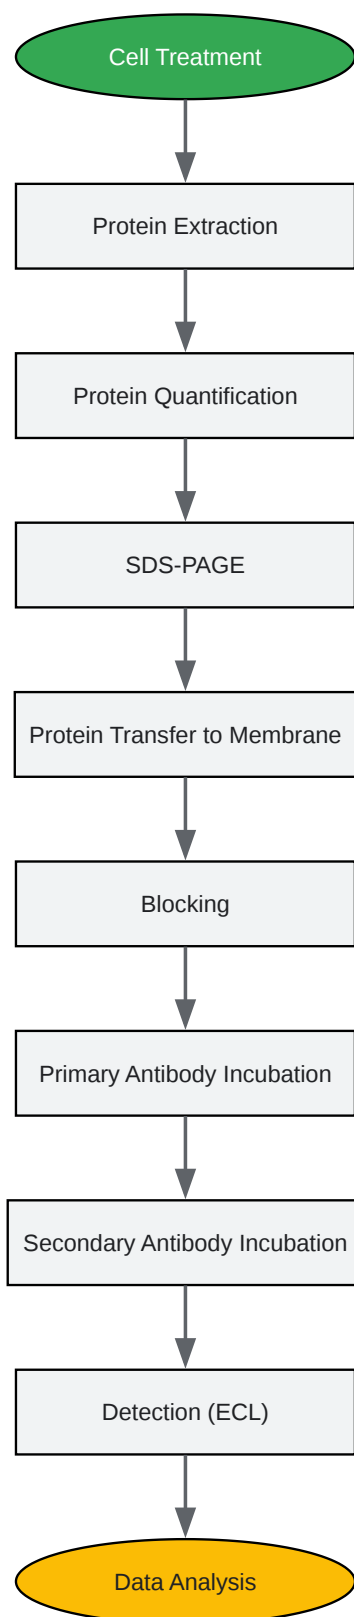 Cell Treatment
Protein Extraction
Protein Quantification
SDS-PAGE
Protein Transfer to Membrane
Blocking
Primary Antibody Incubation
Secondary Antibody Incubation
Detection (ECL)
Data Analysis